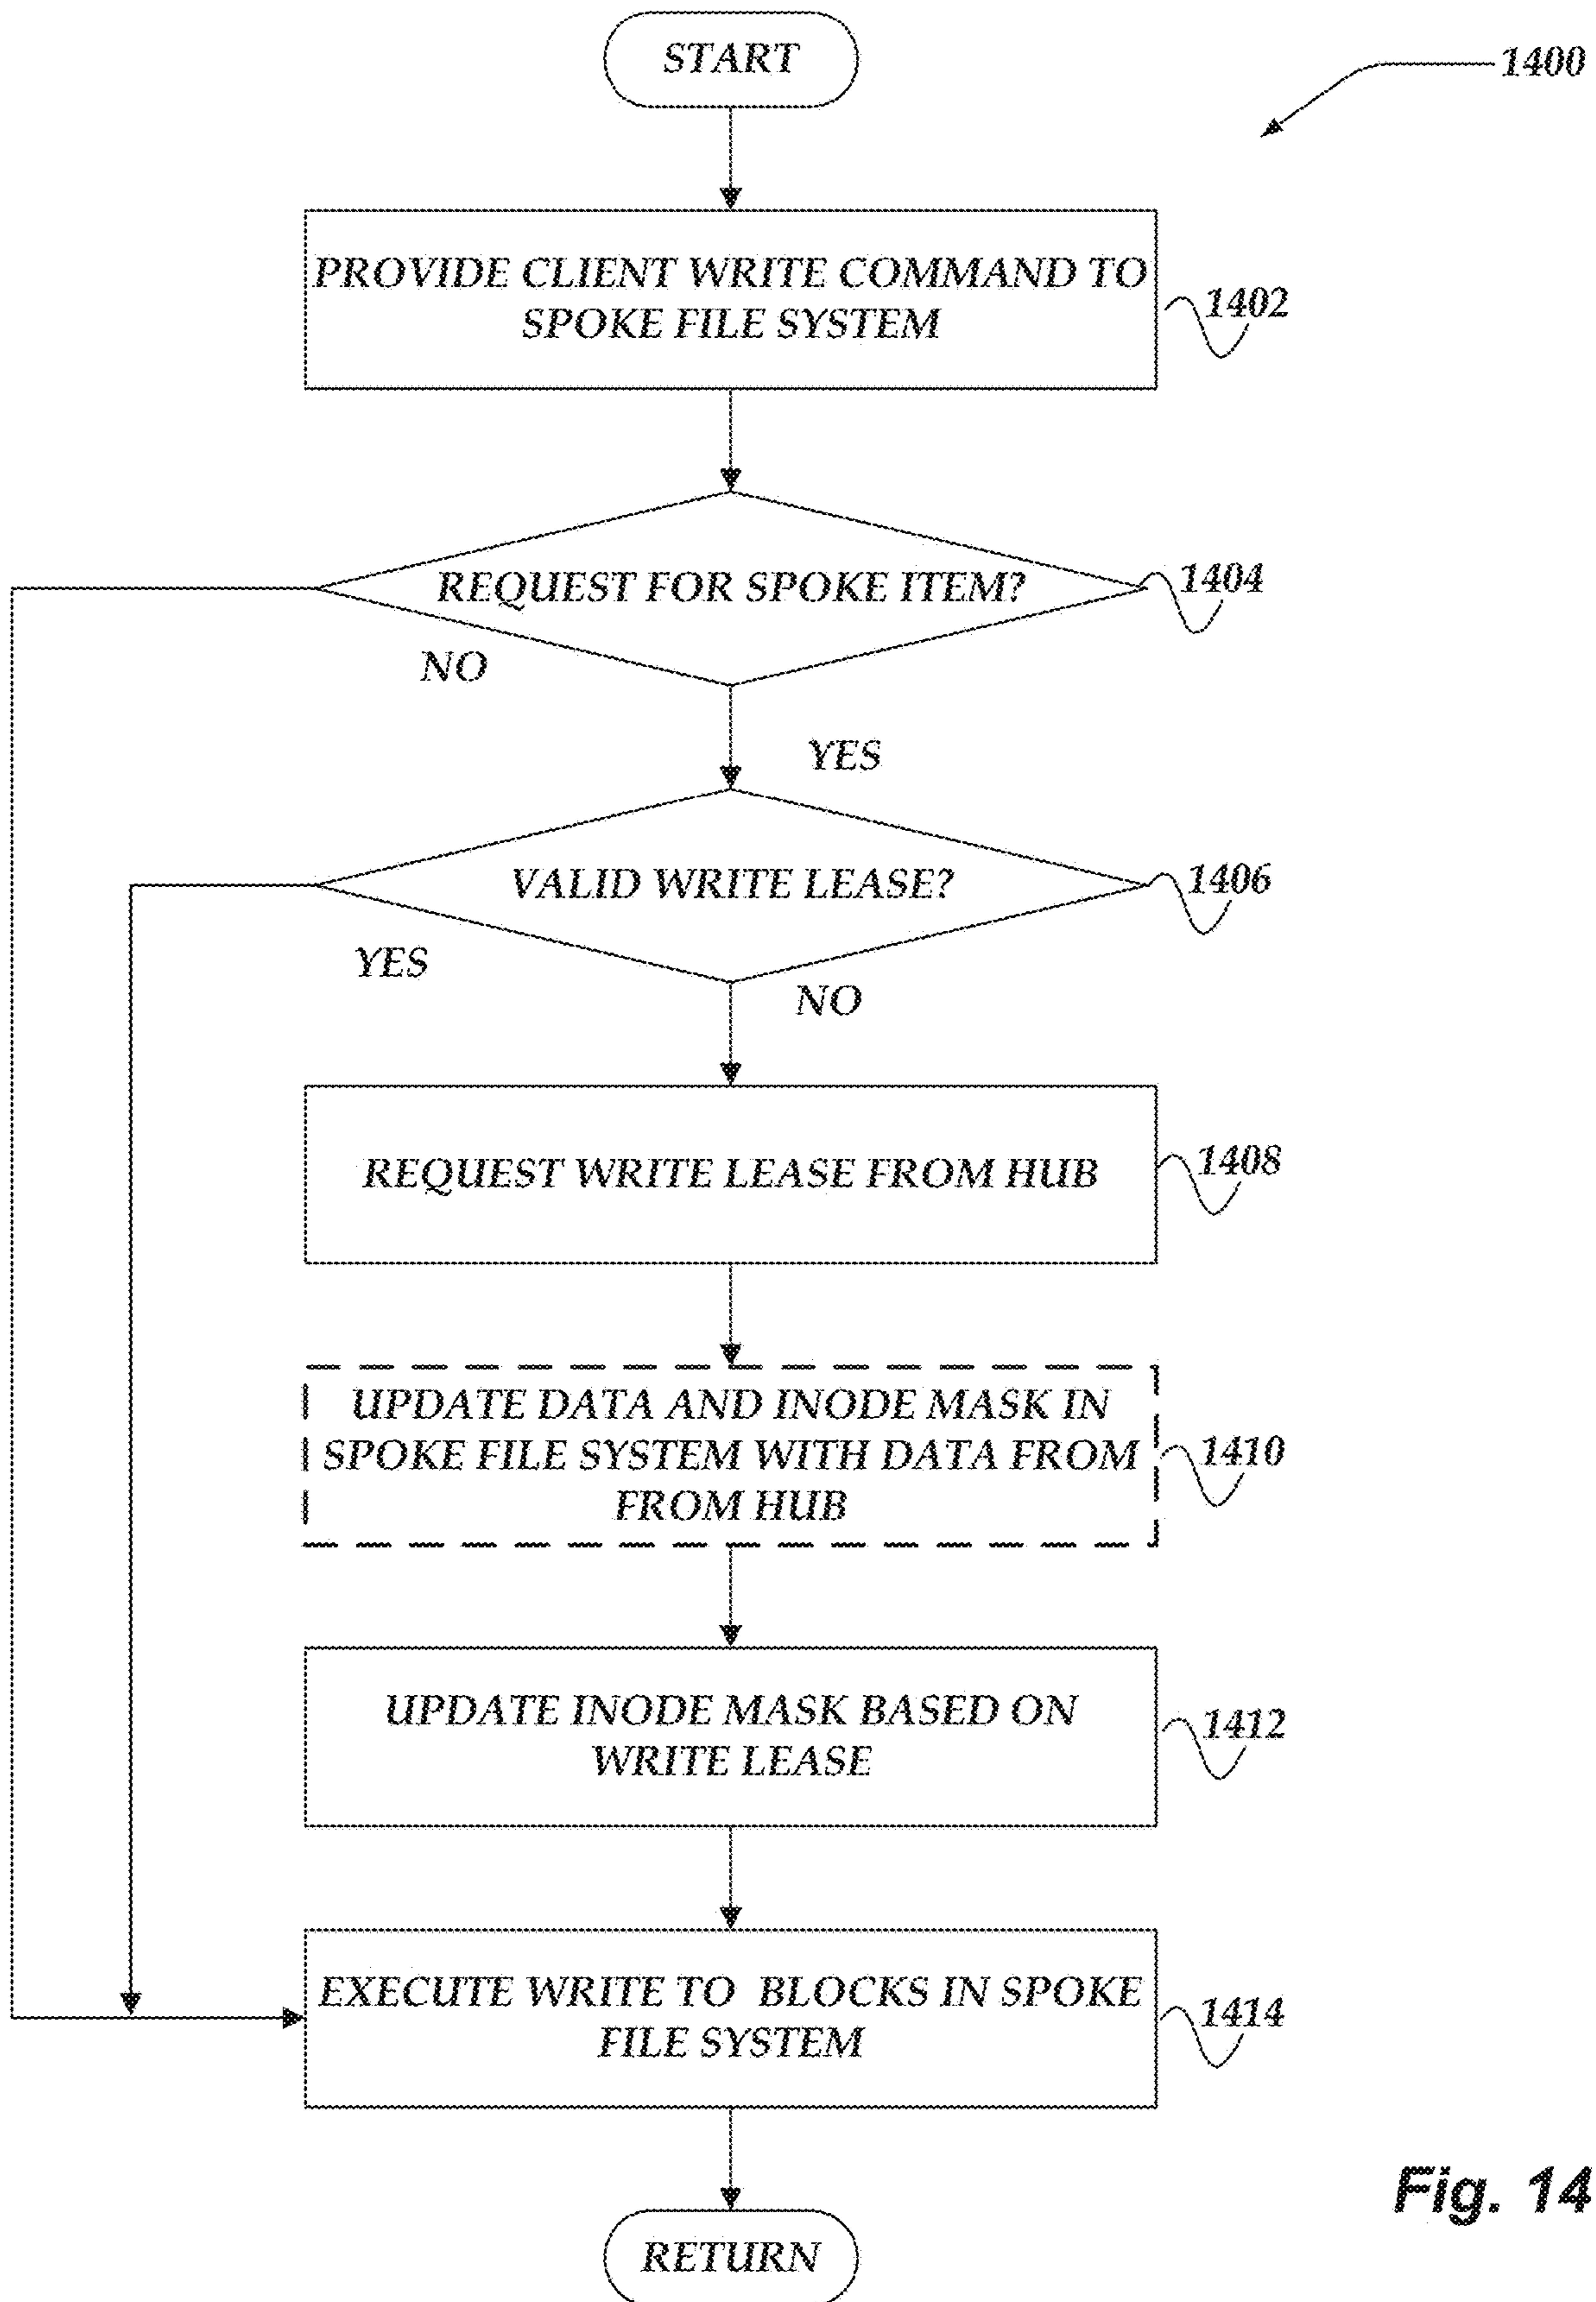 START
1400
PROVIDE CLIENT WRITE COMMAND TO
SPOKE FILE SYSTEM
1402
REQUEST FOR SPOKE ITEM?
1404
NO
YES
VALID WRITE LEASE?
1406
YES
NO
REQUEST WRITE LEASE FROM HUB
1408
UPDATE DATA AND INODE MASK IN
SPOKE FILE SYSTEM WITH DATA FROM
FROM HUB
1410
UPDATE INODE MASK BASED ON
WRITE LEASE
1412
EXECUTE WRITE TO BLOCKS IN SPOKE
FILE SYSTEM
1414
RETURN
Fig. 14